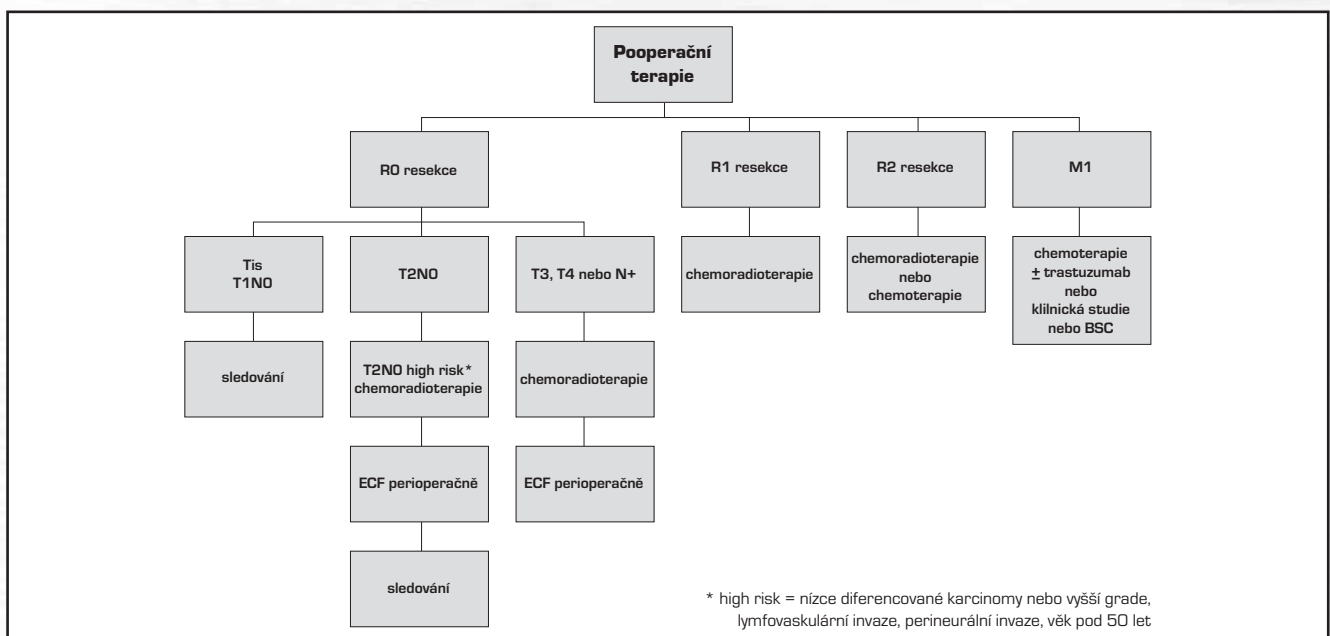 Pooperační
terapie
R0 resekce
R1 resekce
R2 resekce
M1
Tis
T1N0
T2N0
T3, T4 nebo N+
chemoradioterapie
chemoradioterapie
nebo
chemoterapie
chemoterapie
± trastuzumab
nebo
klilnická studie
nebo BSC
sledování
T2N0 high risk*
chemoradioterapie
chemoradioterapie
ECF perioperačně
ECF perioperačně
sledování
* high risk = nízce diferencované karcinomy nebo vyšší grade,
lymfovaskulární invaze, perineurální invaze, věk pod 50 let